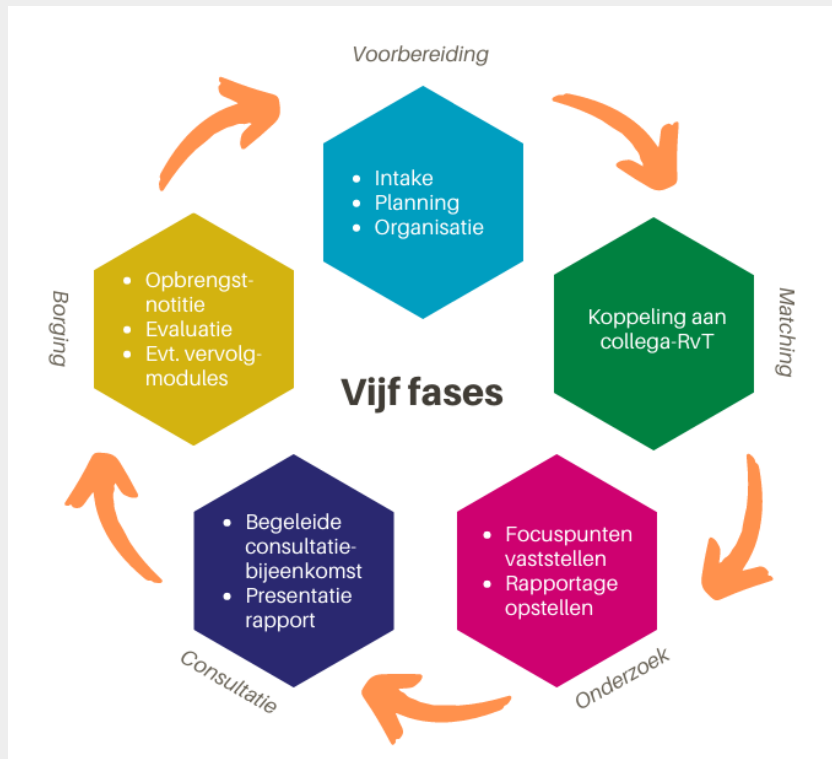 Voorbereiding
• Intake
• Planning
• Organisatie
Matching
Koppeling aan
collega-RvT
Vijf fases
Onderzoek
• Focuspunten
vaststellen
• Rapportage
opstellen
Consultatie
• Begeleide
consultatie-
bijeenkomst
• Presentatie
rapport
Borging
• Opbrengst-
notitie
• Evaluatie
• Evt. vervolg-
modules